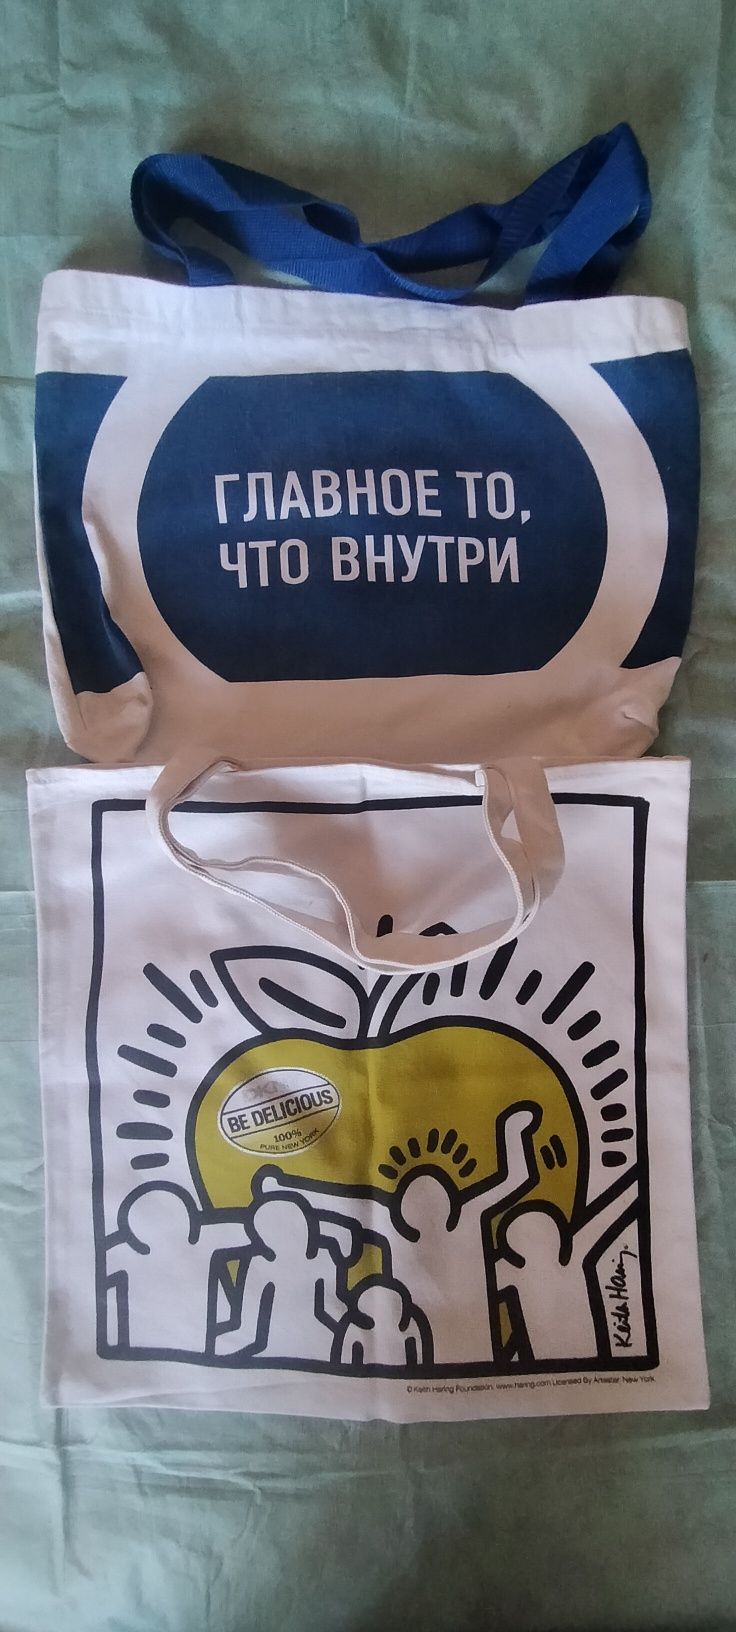 ГЛАВНОЕ ТО,
ЧТО ВНУТРИ
BE DELICIOUS
100%
PURE NEW YORK
Keith Haring.
© Keith Haring Foundation. www.haring.com Licensed By Artestar, New York